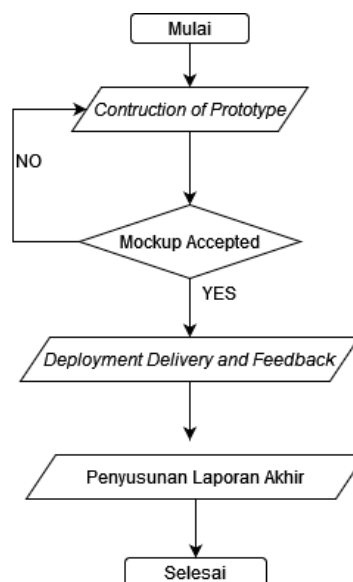 Mulai
Contruction of Prototype
NO
Mockup Accepted
YES
Deployment Delivery and Feedback
Penyusunan Laporan Akhir
Selesai